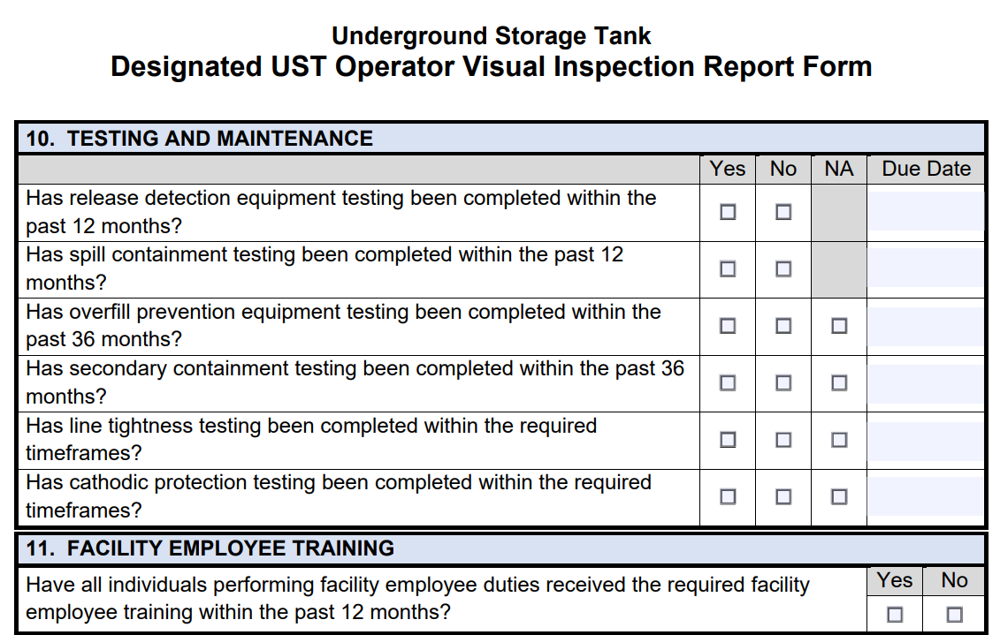 Underground Storage Tank
Designated UST Operator Visual Inspection Report Form
10. TESTING AND MAINTENANCE
Yes No NA Due Date
Has release detection equipment testing been completed within the
past 12 months?
Has spill containment testing been completed within the past 12
months?
Has overfill prevention equipment testing been completed within the
past 36 months?
Has secondary containment testing been completed within the past 36
months?
Has line tightness testing been completed within the required
timeframes?
Has cathodic protection testing been completed within the required
timeframes?
11. FACILITY EMPLOYEE TRAINING
Have all individuals performing facility employee duties received the required facility
employee training within the past 12 months?
Yes No